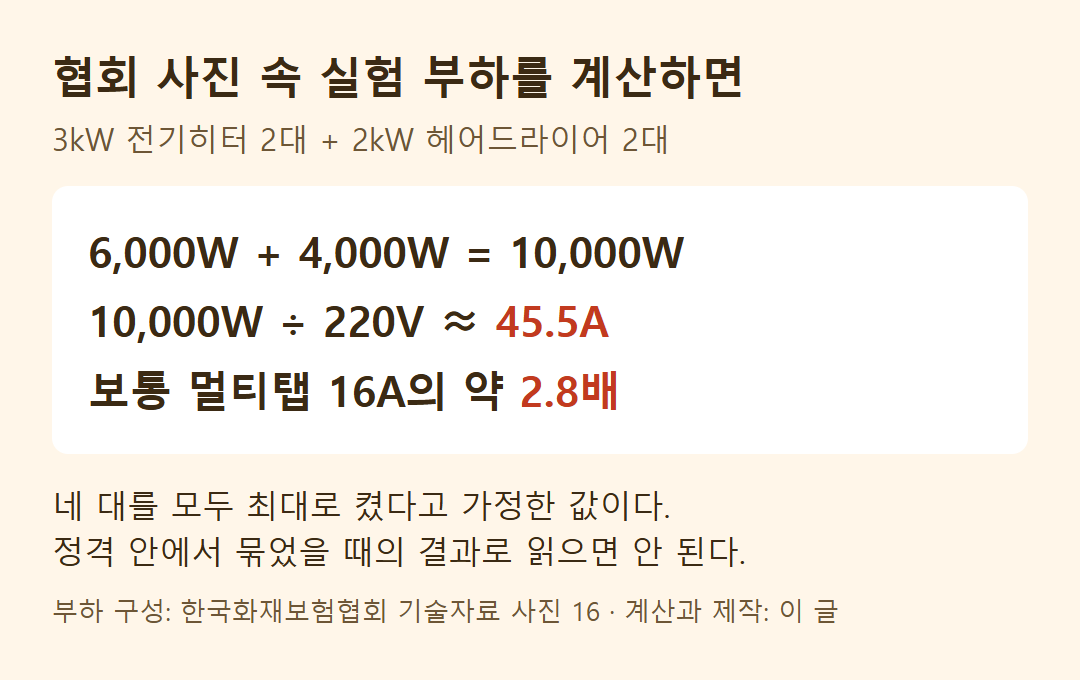 협회 사진 속 실험 부하를 계산하면
3kW 전기히터 2대 + 2kW 헤어드라이어 2대
6,000W + 4,000W = 10,000W
10,000W ÷ 220V ≈ 45.5A
보통 멀티탭 16A의 약 2.8배
네 대를 모두 최대로 켰다고 가정한 값이다.
정격 안에서 묶었을 때의 결과로 읽으면 안 된다.
부하 구성: 한국화재보험협회 기술자료 사진 16 · 계산과 제작: 이 글